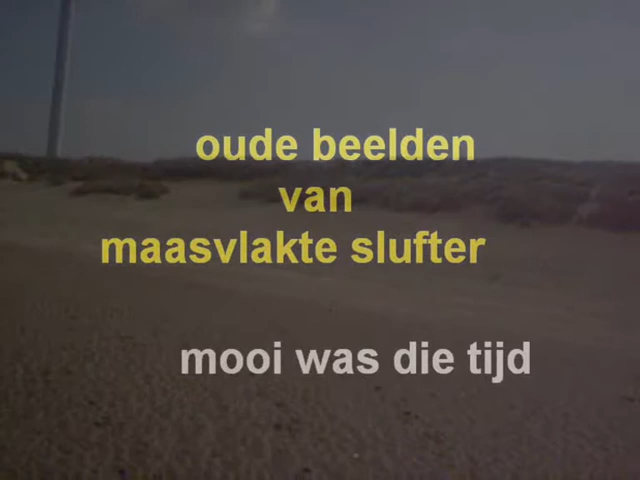 oude beelden
van
maasvlakte slufter
mooi was die tijd